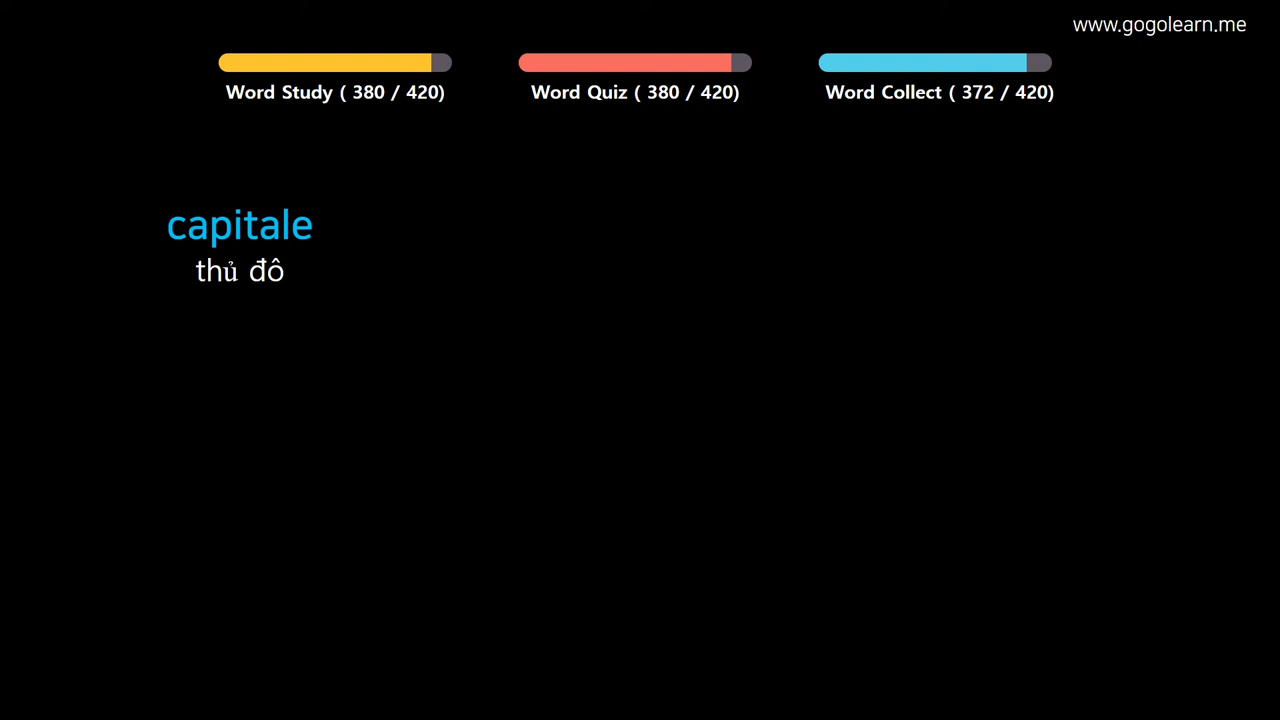 www.gogolearn.me
Word Study ( 380 / 420)
Word Quiz ( 380 / 420)
Word Collect ( 372 / 420)
capitale
thủ đô